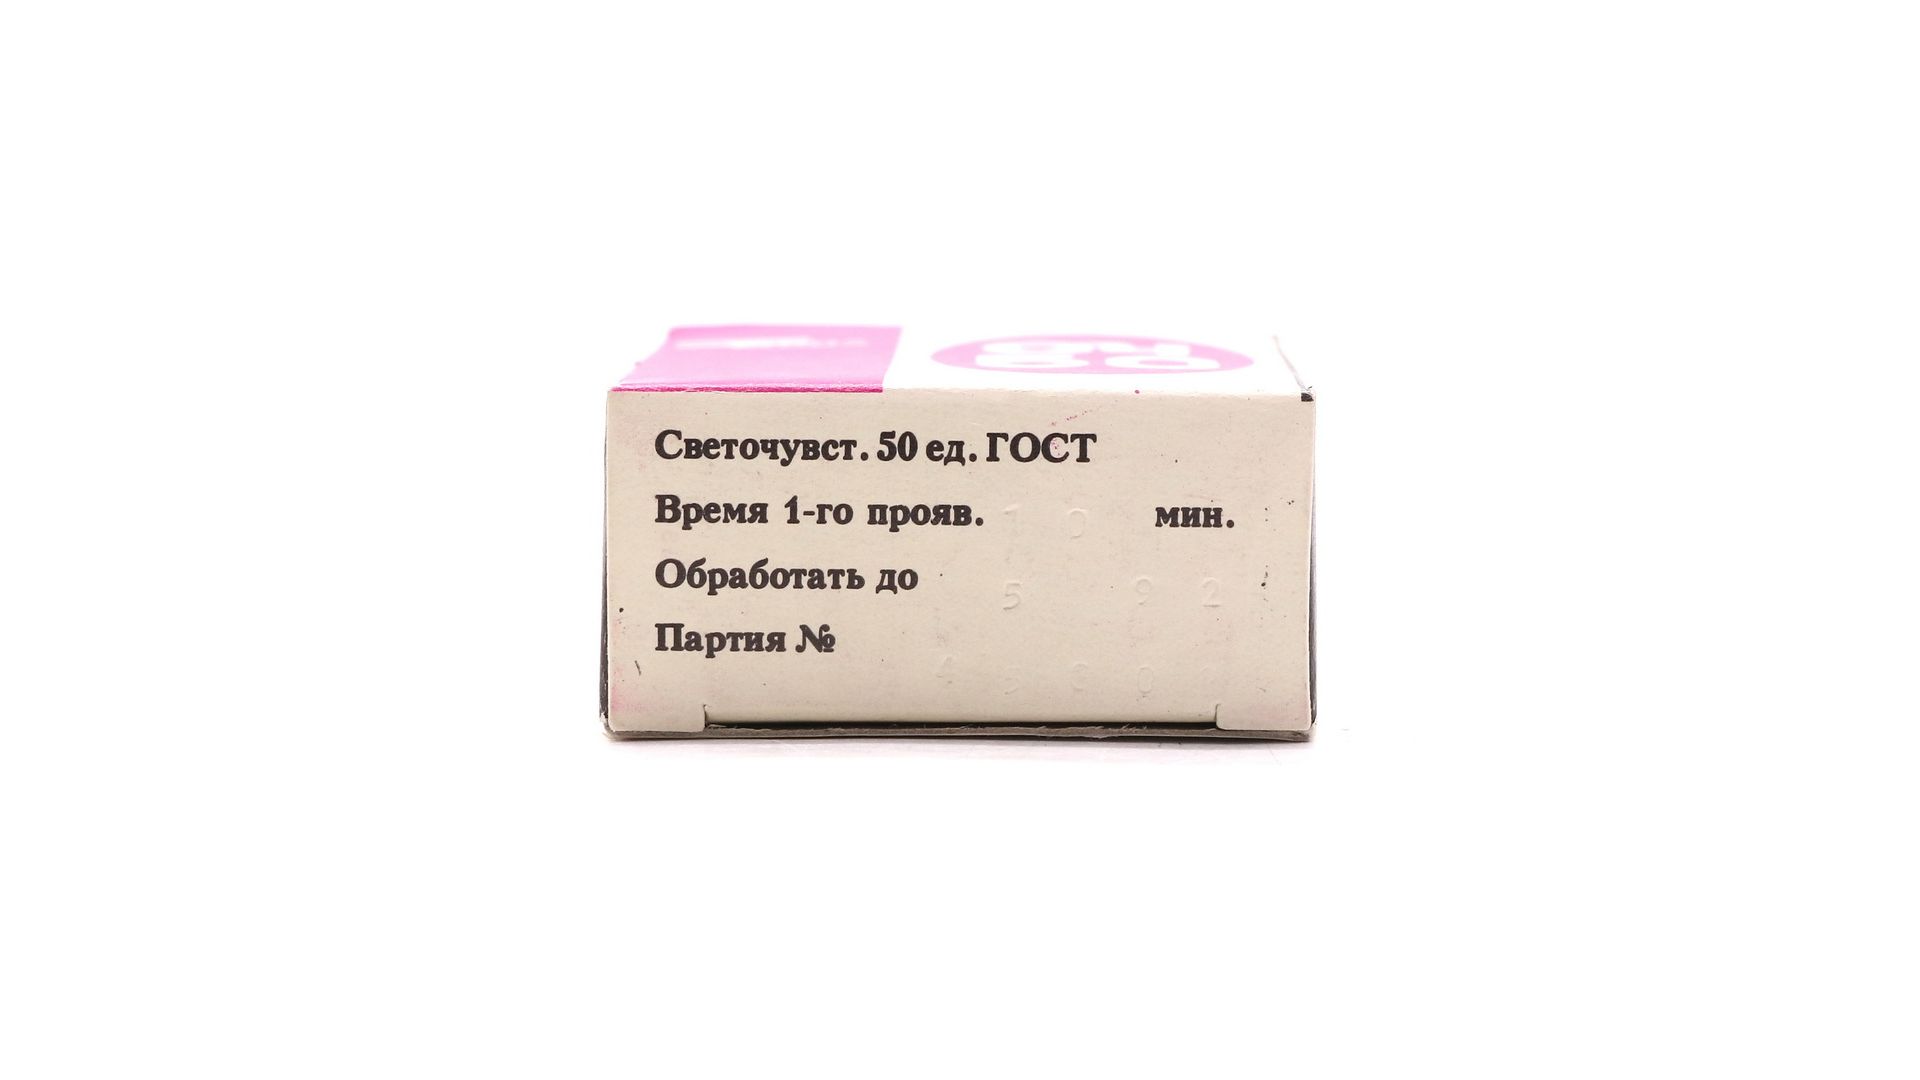 Светочувст. 50 ед. ГОСТ
Время 1-го прояв. 10 мин.
Обработать до 5 92
Партия №